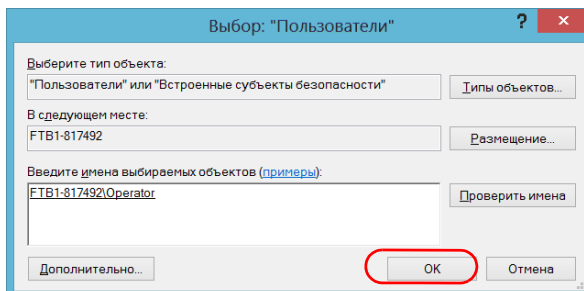 Выбор: "Пользователи"
? ×
Выберите тип объекта:
"Пользователи" или "Встроенные субъекты безопасности"
Типы объектов...
В следующем месте:
FTB1-817492
Размещение...
Введите имена выбираемых объектов (примеры):
FTB1-817492\Operator
Проверить имена
Дополнительно...
ОК
Отмена